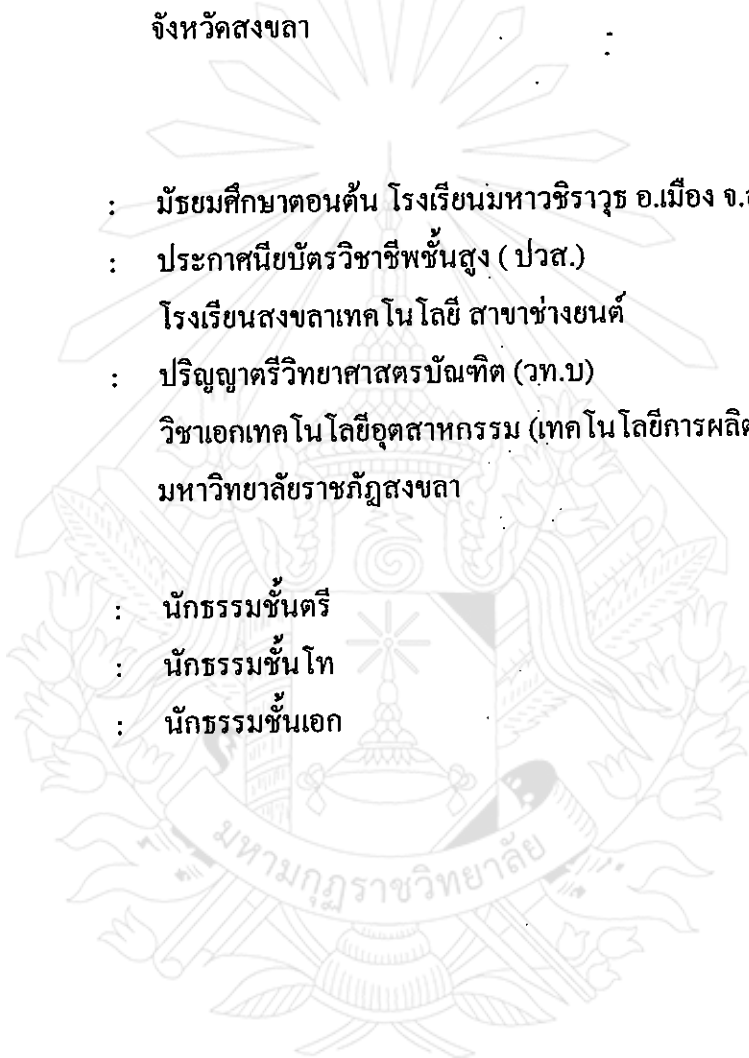 จังหวัดสงขลา
: มัธยมศึกษาตอนต้น โรงเรียนมหาวชิราวุธ อ.เมือง
: ประกาศนียบัตรวิชาชีพชั้นสูง ( ปวส.)
โรงเรียนสงขลาเทคโนโลยี สาขาช่างยนต์
: ปริญญาตรีวิทยาศาสตรบัณฑิต (วท.บ)
วิชาเอกเทคโนโลยีอุตสาหกรรม (เทคโนโลยีการผลิต
มหาวิทยาลัยราชภัฏสงขลา
: นักธรรมชั้นตรี
: นักธรรมชั้นโท
: นักธรรมชั้นเอก
มหามกุฏราชวิทยาลัย